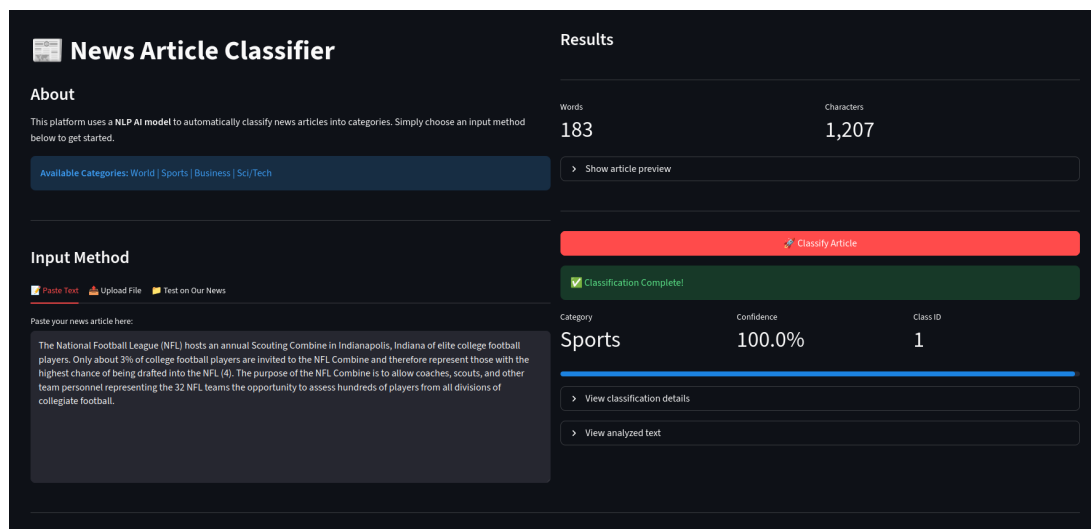 📰 News Article Classifier
About
This platform uses a NLP AI model to automatically classify news articles into categories. Simply choose an input method
below to get started.
Available Categories: World | Sports | Business | Sci/Tech
Input Method
📝 Paste Text 📤 Upload File 📁 Test on Our News
Paste your news article here:
The National Football League (NFL) hosts an annual Scouting Combine in Indianapolis, Indiana of elite college football
players. Only about 3% of college football players are invited to the NFL Combine and therefore represent those with the
highest chance of being drafted into the NFL (4). The purpose of the NFL Combine is to allow coaches, scouts, and other
team personnel representing the 32 NFL teams the opportunity to assess hundreds of players from all divisions of
collegiate football.
Results
Words Characters
183 1,207
Show article preview
🚀 Classify Article
✅ Classification Complete!
Category Confidence Class ID
Sports 100.0% 1
View classification details
View analyzed text